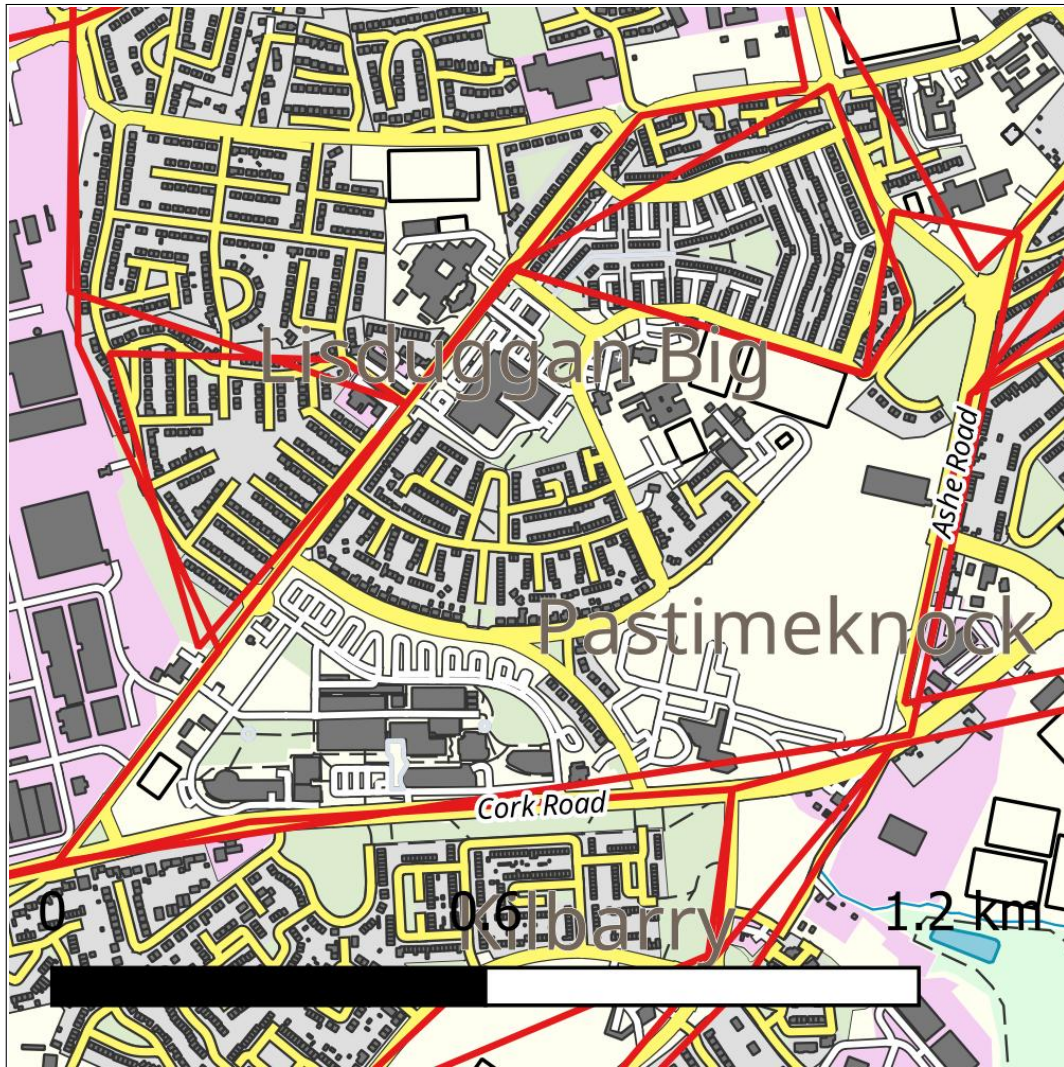 Lisduggan Big
Ashe Road
Pastimeknock
Cork Road
Kilbarry
0 0.6 1.2 km